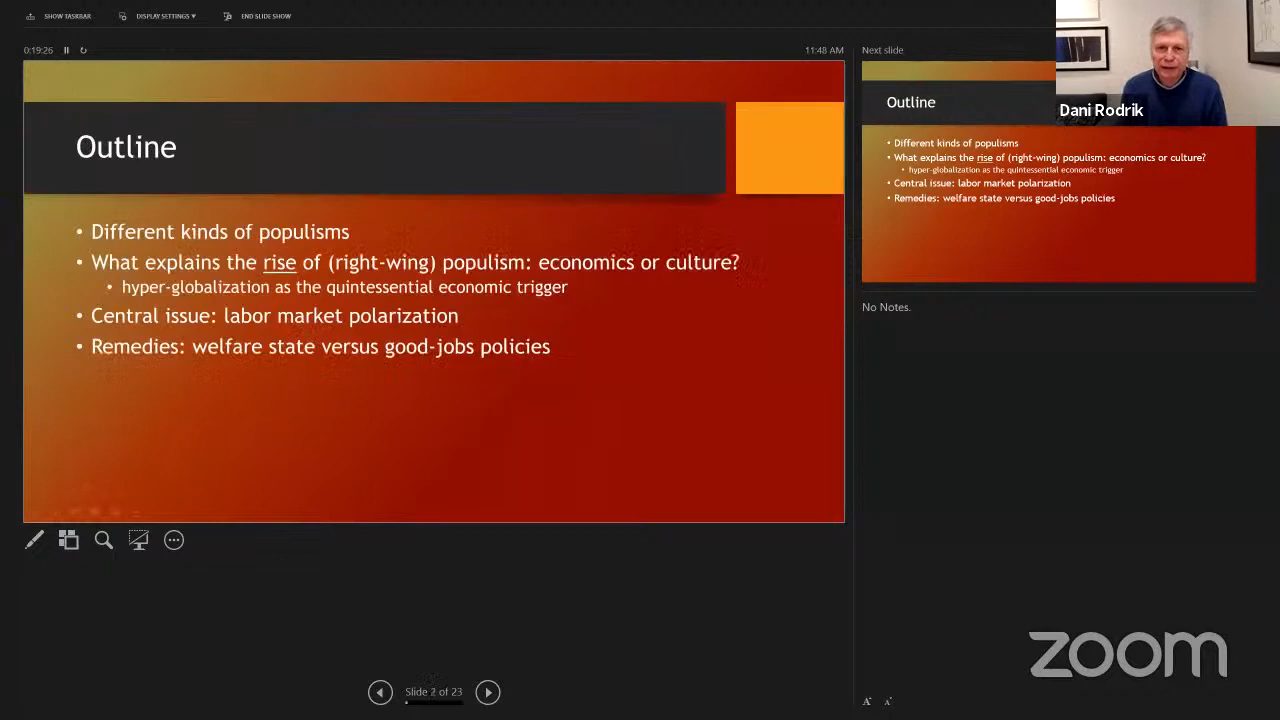 SHOW TASKBAR
DISPLAY SETTINGS ▾
END SLIDE SHOW
0:19:26
11:48 AM
Outline
• Different kinds of populisms
• What explains the rise of (right-wing) populism: economics or culture?
• hyper-globalization as the quintessential economic trigger
• Central issue: labor market polarization
• Remedies: welfare state versus good-jobs policies
Slide 2 of 23
Next slide
Outline
• Different kinds of populisms
• What explains the rise of (right-wing) populism: economics or culture?
• hyper-globalization as the quintessential economic trigger
• Central issue: labor market polarization
• Remedies: welfare state versus good-jobs policies
No Notes.
A A
Dani Rodrik
zoom